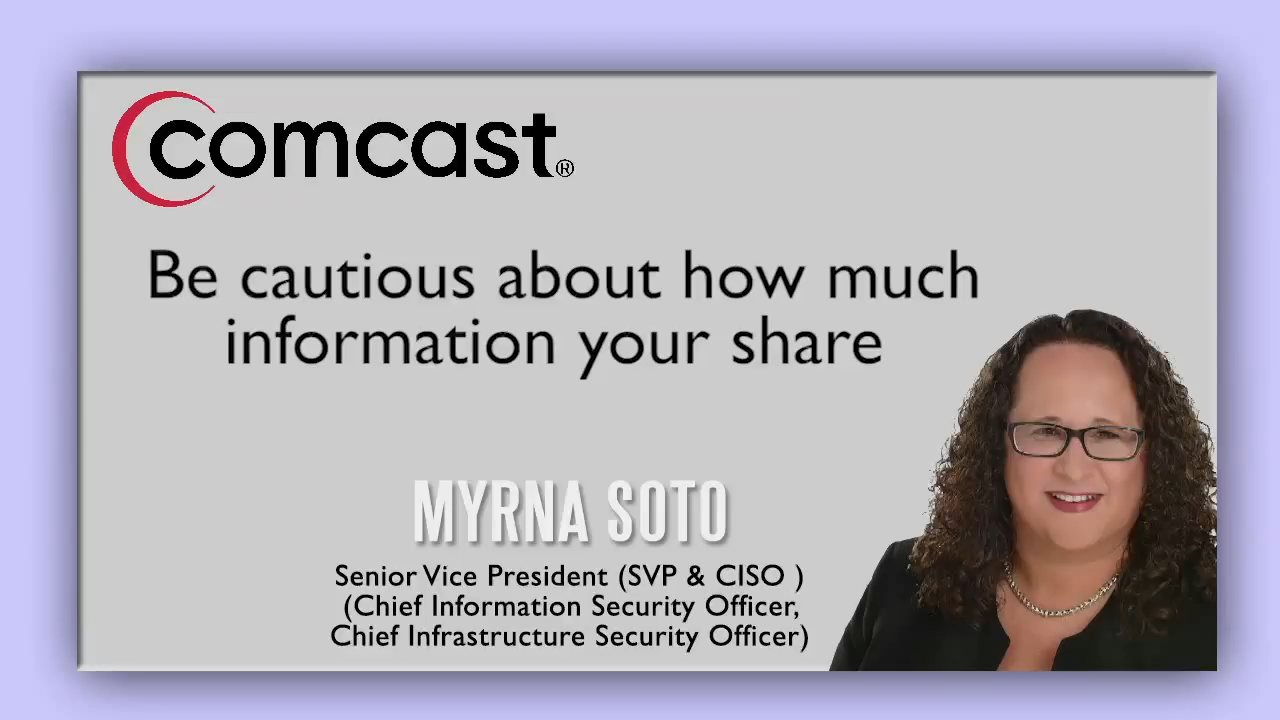 comcast®
Be cautious about how much
information your share
MYRNA SOTO
Senior Vice President (SVP & CISO )
(Chief Information Security Officer,
Chief Infrastructure Security Officer)